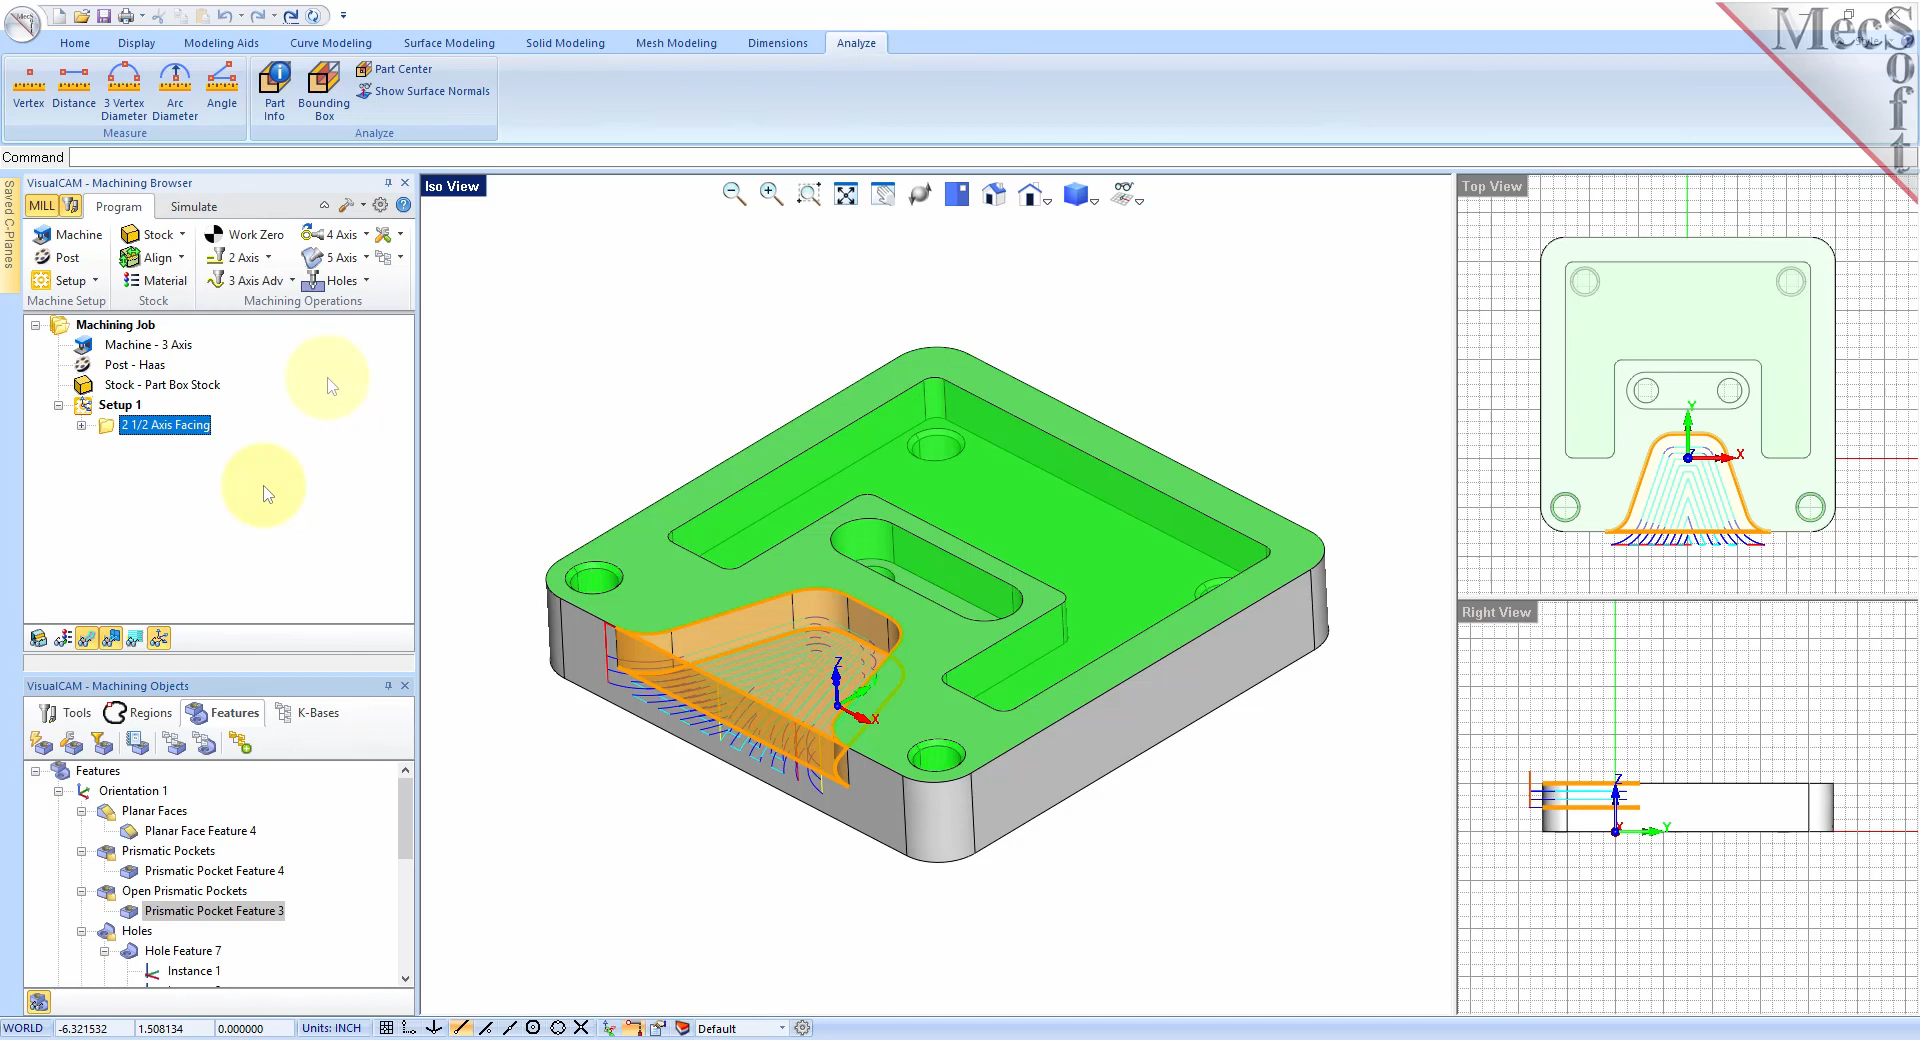 Home Display Modeling Aids Curve Modeling Surface Modeling Solid Modeling Mesh Modeling Dimensions Analyze
MecSoft
Vertex Distance 3 Vertex Diameter Arc Diameter Angle
Part Info Bounding Box
Part Center
Show Surface Normals
Measure Analyze
Command
Saved C-Planes
VisualCAM - Machining Browser
MILL Program Simulate
Machine Stock Work Zero 4 Axis
Post Align 2 Axis 5 Axis
Setup Material 3 Axis Adv Holes
Machine Setup Stock Machining Operations
Machining Job
Machine - 3 Axis
Post - Haas
Stock - Part Box Stock
Setup 1
2 1/2 Axis Facing
VisualCAM - Machining Objects
Tools Regions Features K-Bases
Features
Orientation 1
Planar Faces
Planar Face Feature 4
Prismatic Pockets
Prismatic Pocket Feature 4
Open Prismatic Pockets
Prismatic Pocket Feature 3
Holes
Hole Feature 7
Instance 1
Iso View
Z
X
Top View
Y
X
Right View
Z
Y
WORLD -6.321532 1.508134 0.000000 Units: INCH Default